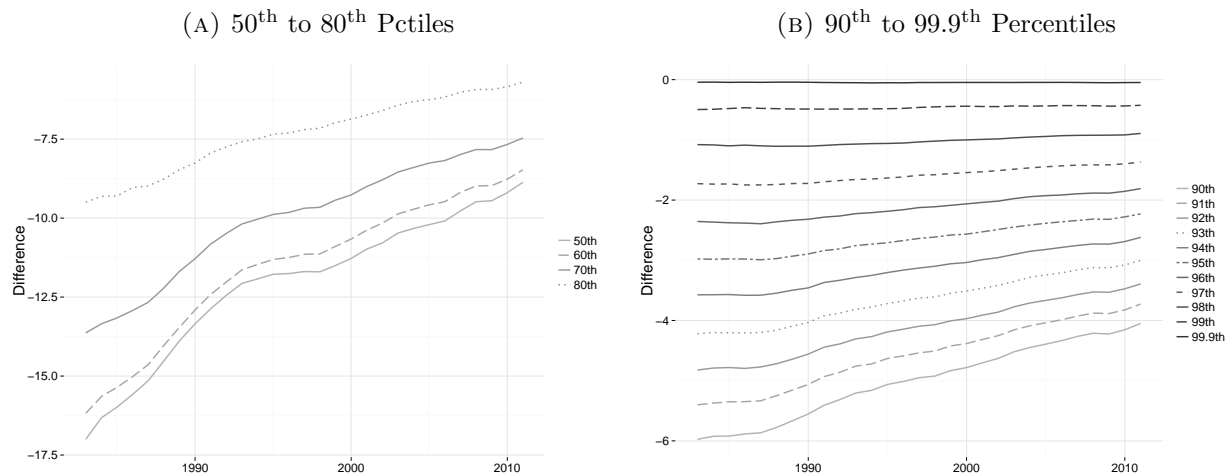 (A) 50th to 80th Pctiles
Difference
−7.5
−10.0
−12.5
−15.0
−17.5
1990
2000
2010
50th
60th
70th
80th
(B) 90th to 99.9th Percentiles
Difference
0
−2
−4
−6
1990
2000
2010
90th
91th
92th
93th
94th
95th
96th
97th
98th
99th
99.9th